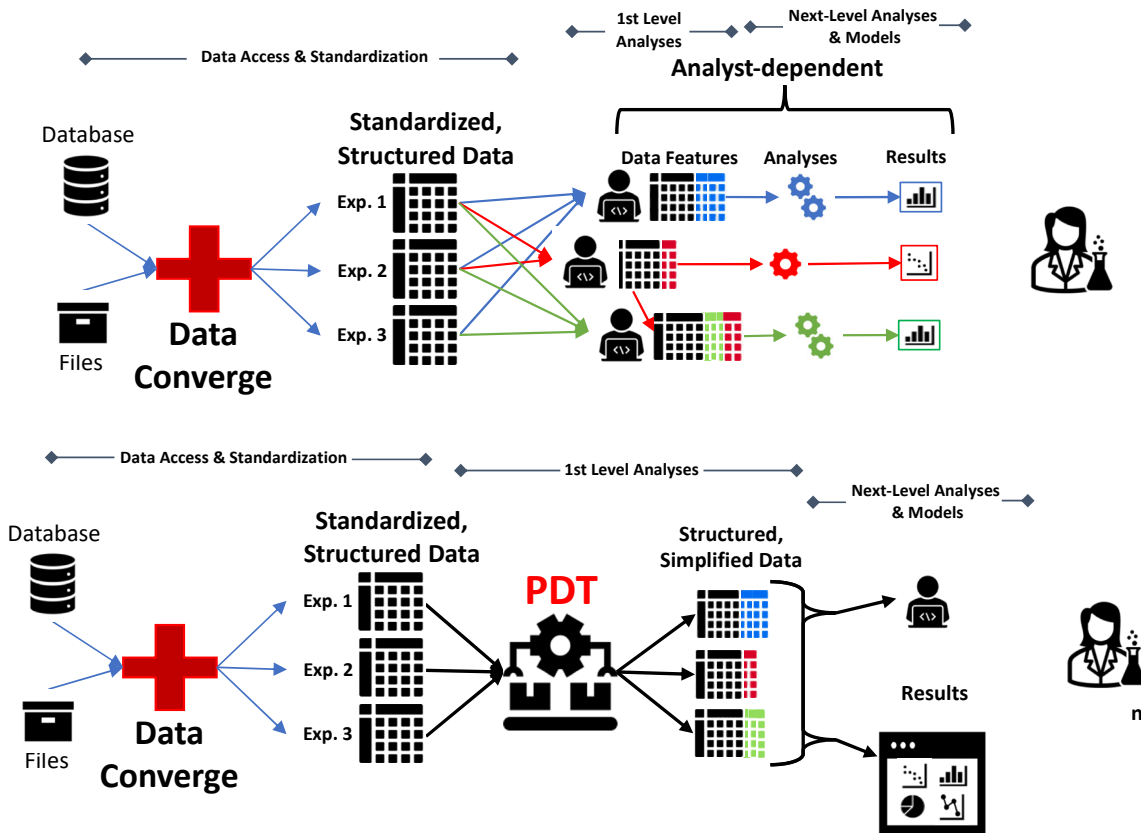 1st Level
Analyses
Next-Level Analyses
& Models
Data Access & Standardization
Analyst-dependent
Database
Standardized,
Structured Data
Data Features
Analyses
Results
Exp. 1
Exp. 2
Exp. 3
Files
Data
Converge
Data Access & Standardization
1st Level Analyses
Next-Level Analyses
& Models
Database
Standardized,
Structured Data
Structured,
Simplified Data
PDT
Exp. 1
Exp. 2
Exp. 3
Results
Files
Data
Converge